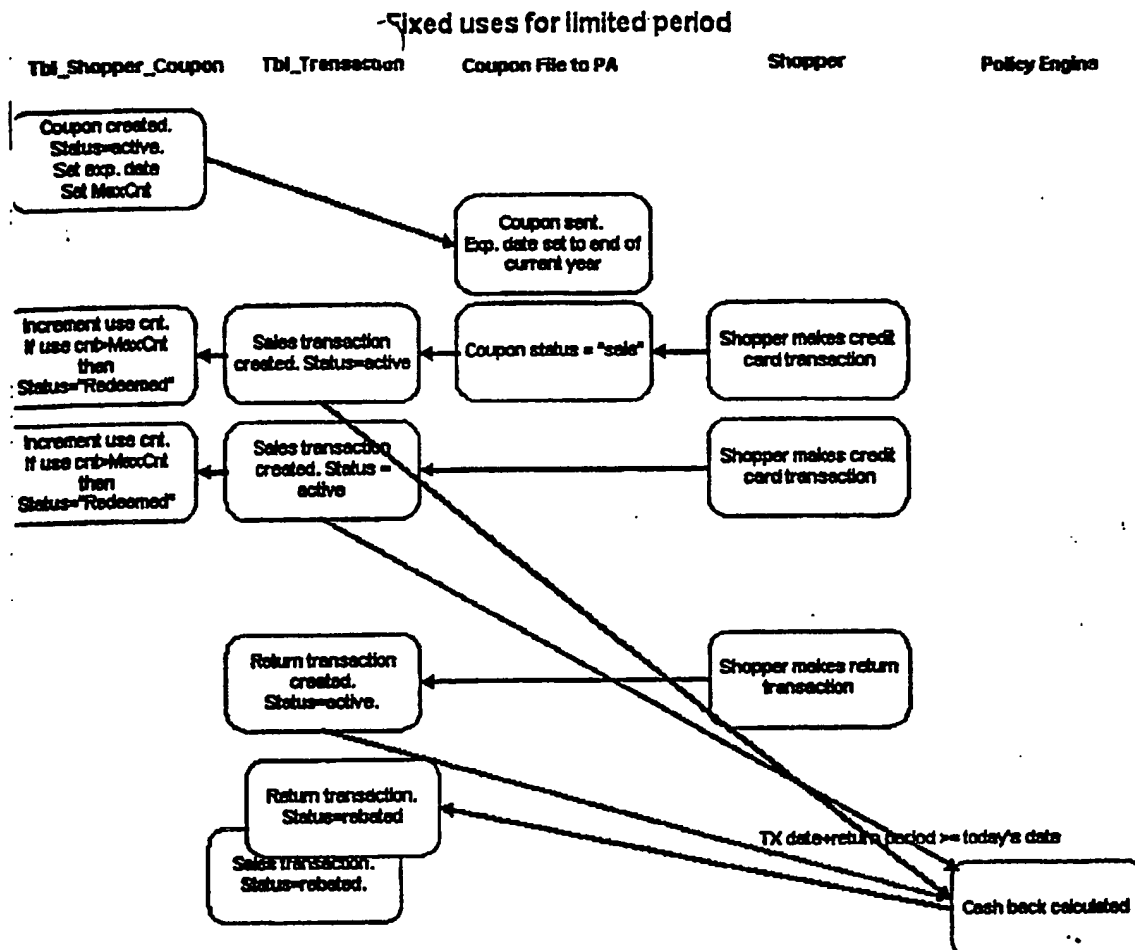 Fixed uses for limited period
Tbl_Shopper_Coupon Tbl_Transaction Coupon File to PA Shopper Policy Engine
Coupon created.
Status=active.
Set exp. date
Set MaxCnt
Coupon sent.
Exp. date set to end of
current year
Increment use cnt.
If use cnt>MaxCnt
then
Status="Redeemed"
Sales transaction
created. Status=active
Coupon status = "sale"
Shopper makes credit
card transaction
Increment use cnt.
If use cnt>MaxCnt
then
Status="Redeemed"
Sales transaction
created. Status =
active
Shopper makes credit
card transaction
Return transaction
created.
Status=active.
Shopper makes return
transaction
Return transaction.
Status=rebated
TX date+return period >= today's date
Sales transaction.
Status=rebated.
Cash back calculated